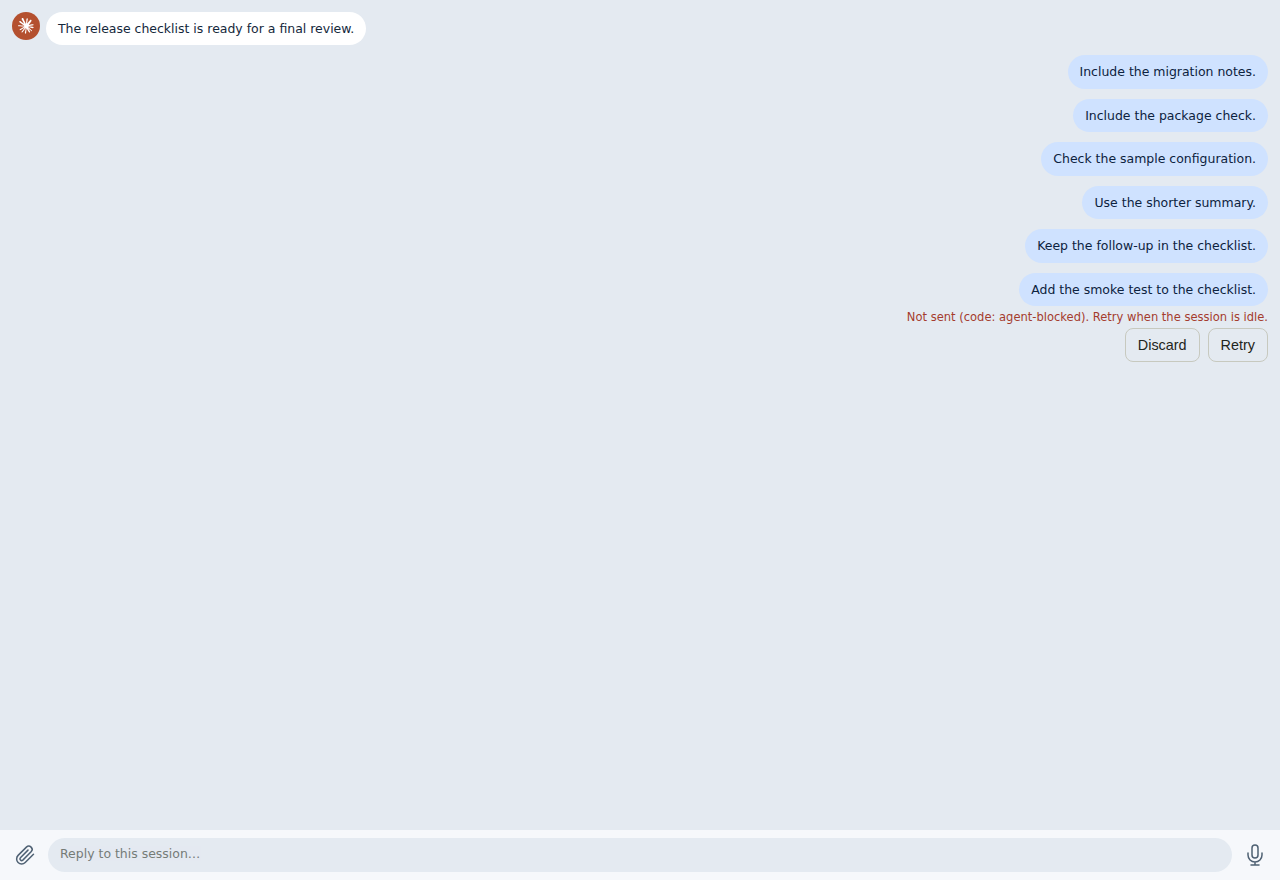 The release checklist is ready for a final review.
Include the migration notes.
Include the package check.
Check the sample configuration.
Use the shorter summary.
Keep the follow-up in the checklist.
Add the smoke test to the checklist.
Not sent (code: agent-blocked). Retry when the session is idle.
Discard Retry
Reply to this session...